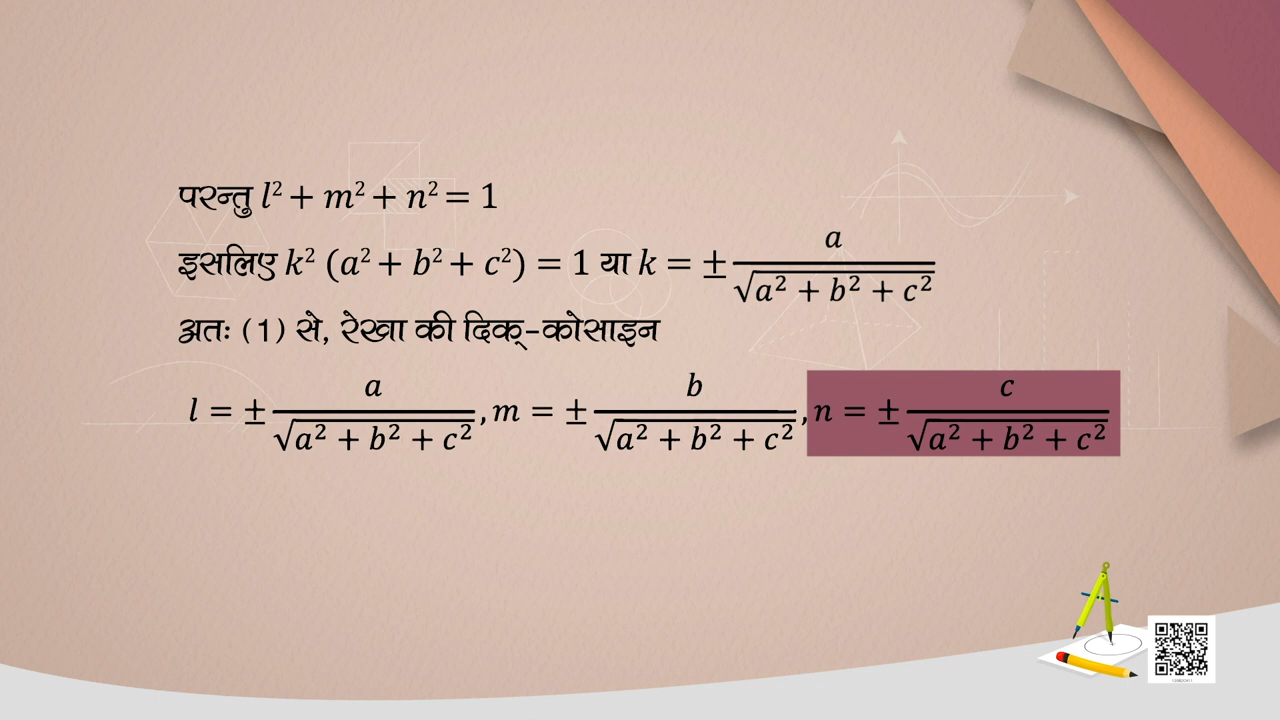 परन्तु l² + m² + n² = 1
इसलिए k² (a² + b² + c²) = 1 या k = ± a / √(a² + b² + c²)
अतः (1) से, रेखा की दिक्-कोसाइन
l = ± a / √(a² + b² + c²), m = ± b / √(a² + b² + c²), n = ± c / √(a² + b² + c²)